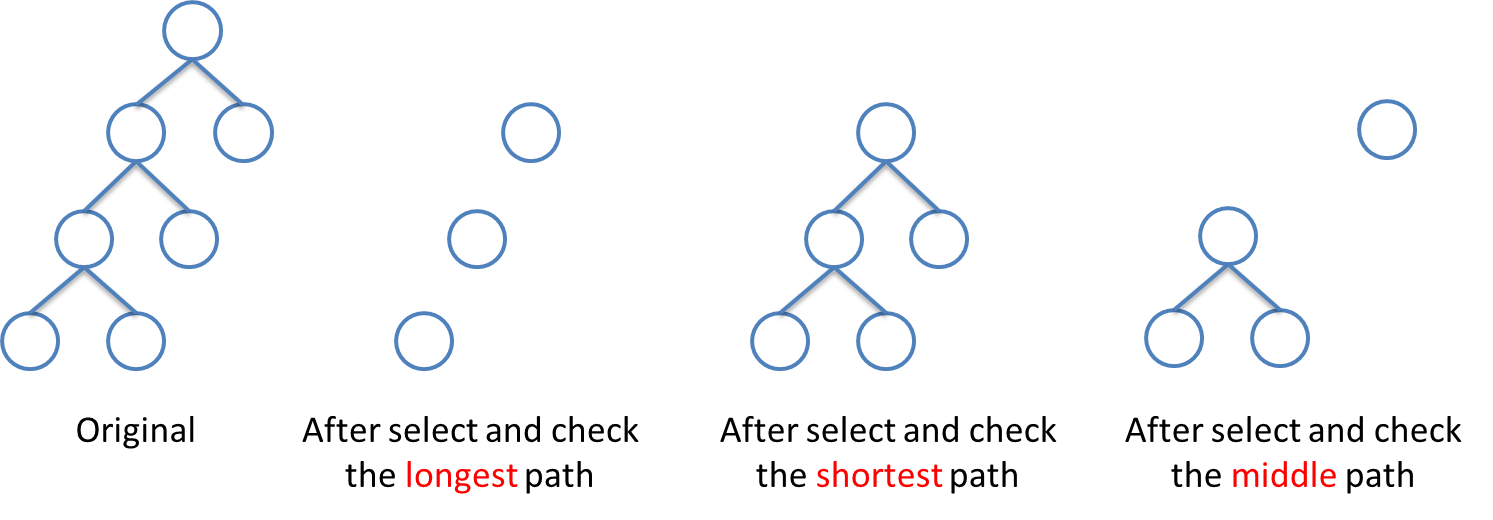 Original
After select and check
the longest path
After select and check
the shortest path
After select and check
the middle path